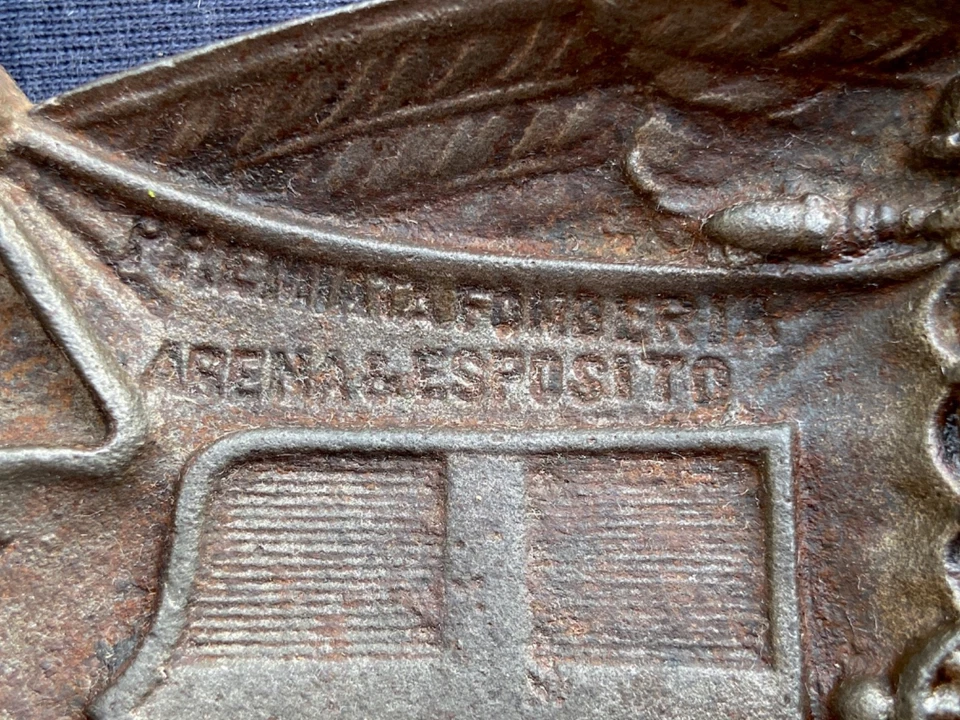 PREMIATA FONDERIA
ARENA & ESPOSITO